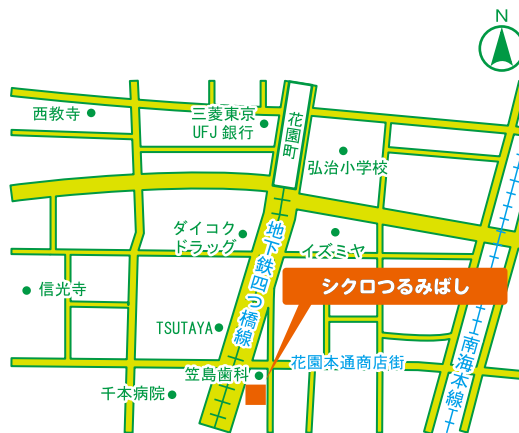 N
西教寺
三菱東京
UFJ 銀行
花園町
弘治小学校
ダイコク
ドラッグ
地下鉄四つ橋線
イズミヤ
信光寺
シクロつるみばし
TSUTAYA
花園本通商店街
南海本線
笠島歯科
千本病院